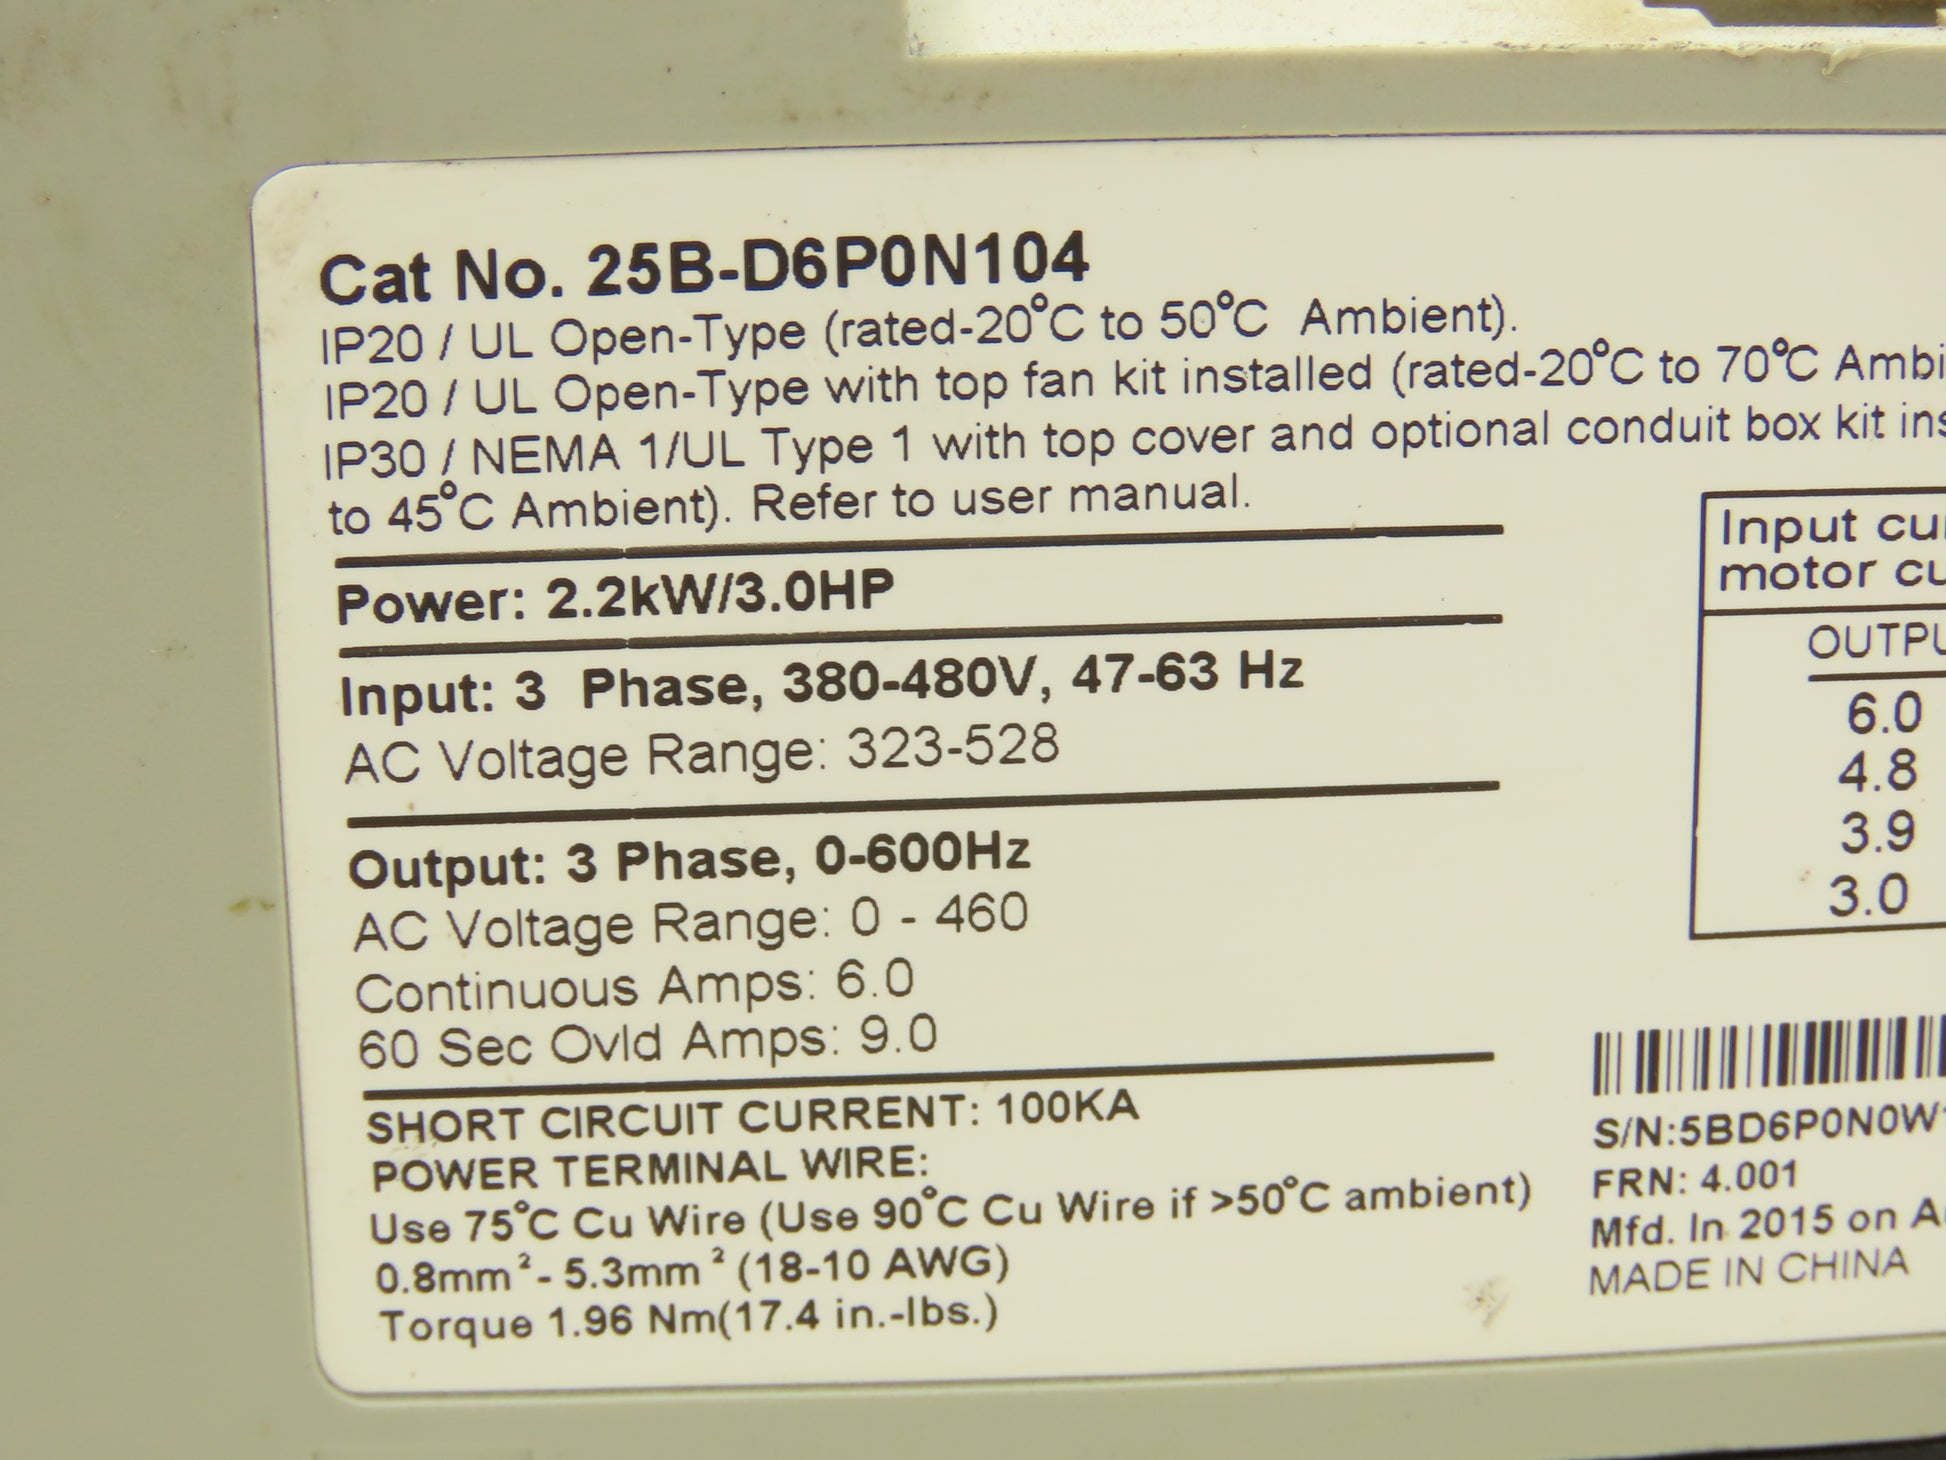 Cat No. 25B-D6P0N104
IP20 / UL Open-Type (rated-20°C to 50°C Ambient).
IP20 / UL Open-Type with top fan kit installed (rated-20°C to 70°C Ambi
IP30 / NEMA 1/UL Type 1 with top cover and optional conduit box kit ins
to 45°C Ambient). Refer to user manual.
Power: 2.2kW/3.0HP
Input: 3 Phase, 380-480V, 47-63 Hz
AC Voltage Range: 323-528
Output: 3 Phase, 0-600Hz
AC Voltage Range: 0 - 460
Continuous Amps: 6.0
60 Sec Ovld Amps: 9.0
SHORT CIRCUIT CURRENT: 100KA
POWER TERMINAL WIRE:
Use 75°C Cu Wire (Use 90°C Cu Wire if >50°C ambient)
0.8mm² - 5.3mm² (18-10 AWG)
Torque 1.96 Nm(17.4 in.-lbs.)
Input cu
motor cu
OUTPU
6.0
4.8
3.9
3.0
S/N:5BD6P0N0W
FRN: 4.001
Mfd. In 2015 on A
MADE IN CHINA